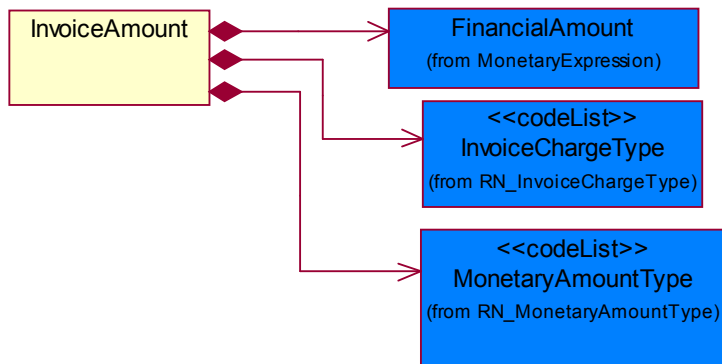 InvoiceAmount
FinancialAmount
(from MonetaryExpression)
<<codeList>>
InvoiceChargeType
(from RN_InvoiceChargeType)
<<codeList>>
MonetaryAmountType
(from RN_MonetaryAmountType)